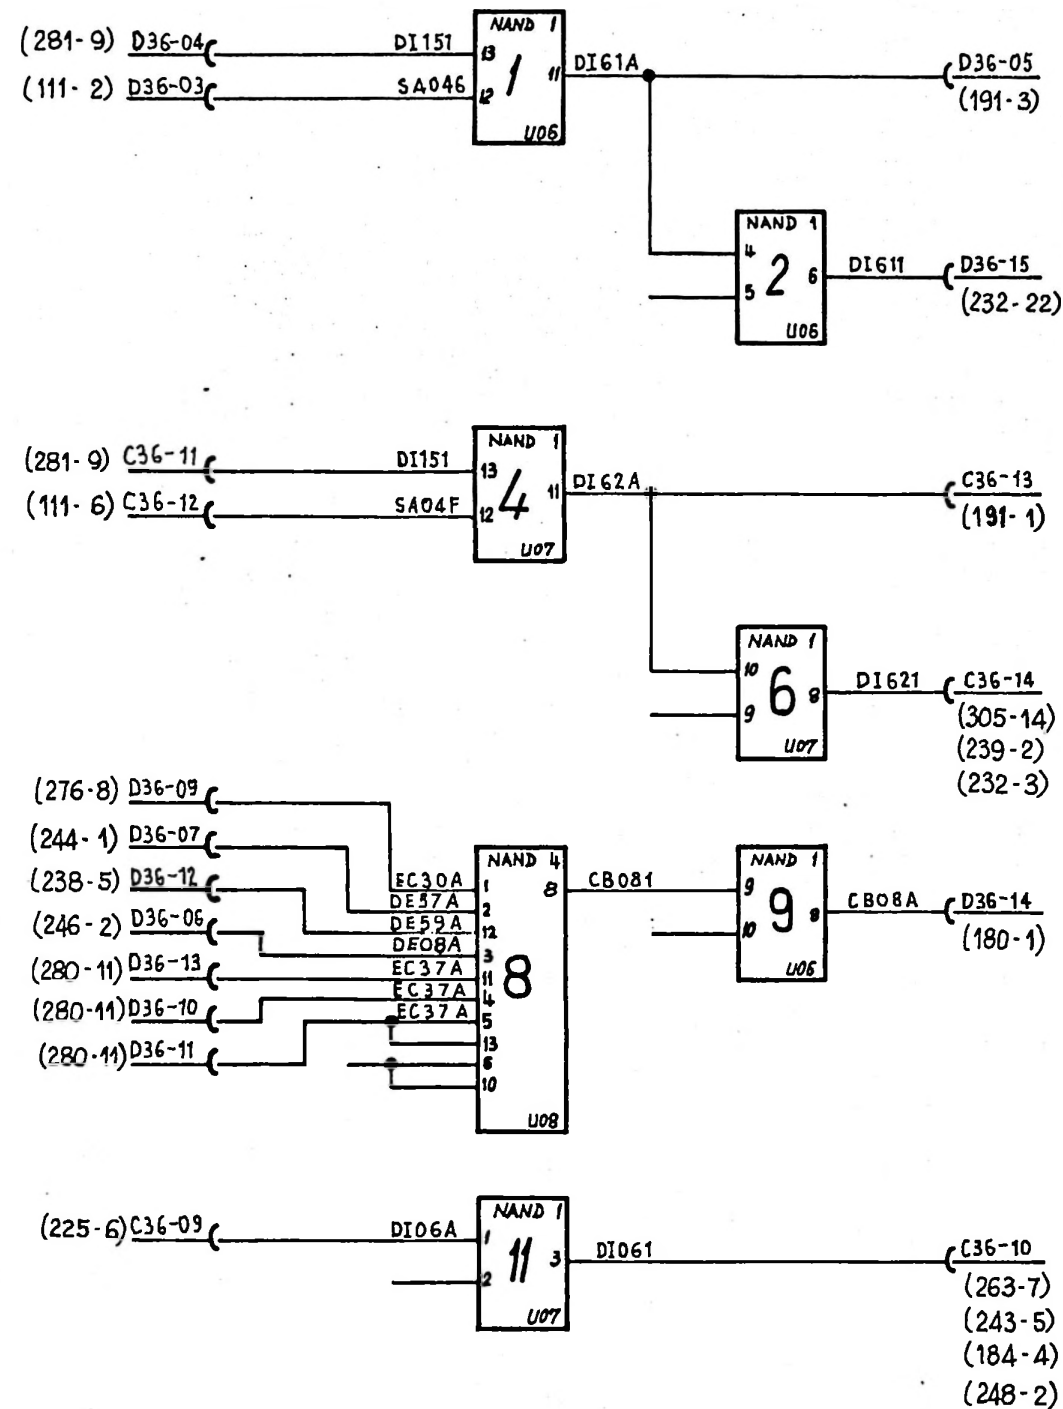 NAND 1
(281-9) D36-04 DI151 13
1 11 DI61A D36-05
(111-2) D36-03 SA046 12
(191-3)
U06
NAND 1
4
2 6 DI611 D36-15
5
(232-22)
U06
NAND 1
(281-9) C36-11 DI151 13
4 11 DI62A C36-13
(111-6) C36-12 SA04F 12
(191-1)
U07
NAND 1
10
6 8 DI621 C36-14
9
(305-14)
U07
(239-2)
(232-3)
(276-8) D36-09
(244-1) D36-07
NAND 4
NAND 1
(238-5) D36-12 EC30A 1
8 CB081 9
DE57A 2
9 8 CB08A D36-14
(246-2) D36-06 DE59A 12
10
(180-1)
DE08A 3
U06
(280-11) D36-13 EC37A 11
8
EC37A 4
(280-11) D36-10 EC37A 5
13
(280-11) D36-11 6
10
U08
NAND 1
(225-6) C36-09 DI06A 1
11 3 DI061 C36-10
2
(263-7)
U07
(243-5)
(184-4)
(248-2)